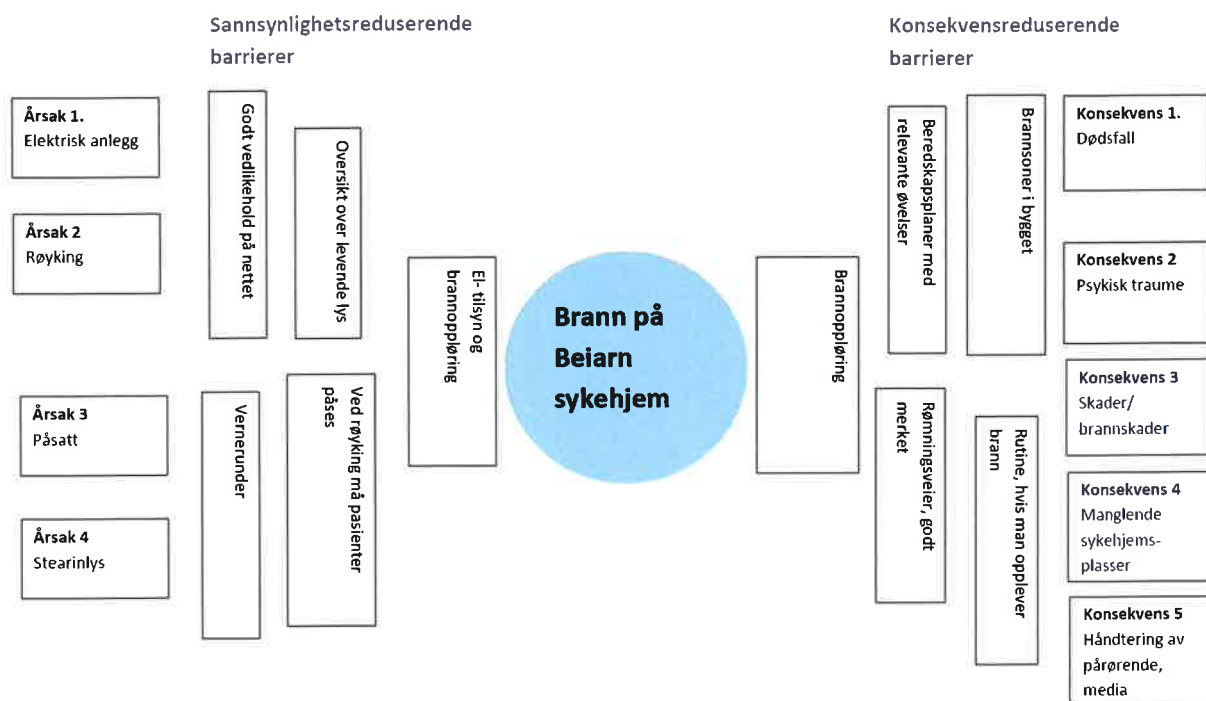 Sannsynlighetsreduserende
barrierer
Konsekvensreduserende
barrierer
Årsak 1.
Elektrisk anlegg
Årsak 2
Røyking
Årsak 3
Påsatt
Årsak 4
Stearinlys
Godt vedlikehold på nettet
Oversikt over levende lys
Vernerunder
Ved røyking må pasienter
påses
El- tilsyn og
brannoppløring
Brann på
Beiarn
sykehjem
Brannoppløring
Beredskapsplaner med
relevante øvelser
Brannsoner i bygget
Rømningsveier, godt
merket
Rutine, hvis man opplever
brann
Konsekvens 1.
Dødsfall
Konsekvens 2
Psykisk traume
Konsekvens 3
Skader/
brannskader
Konsekvens 4
Manglende
sykehjems-
plasser
Konsekvens 5
Håndtering av
pårørende,
media